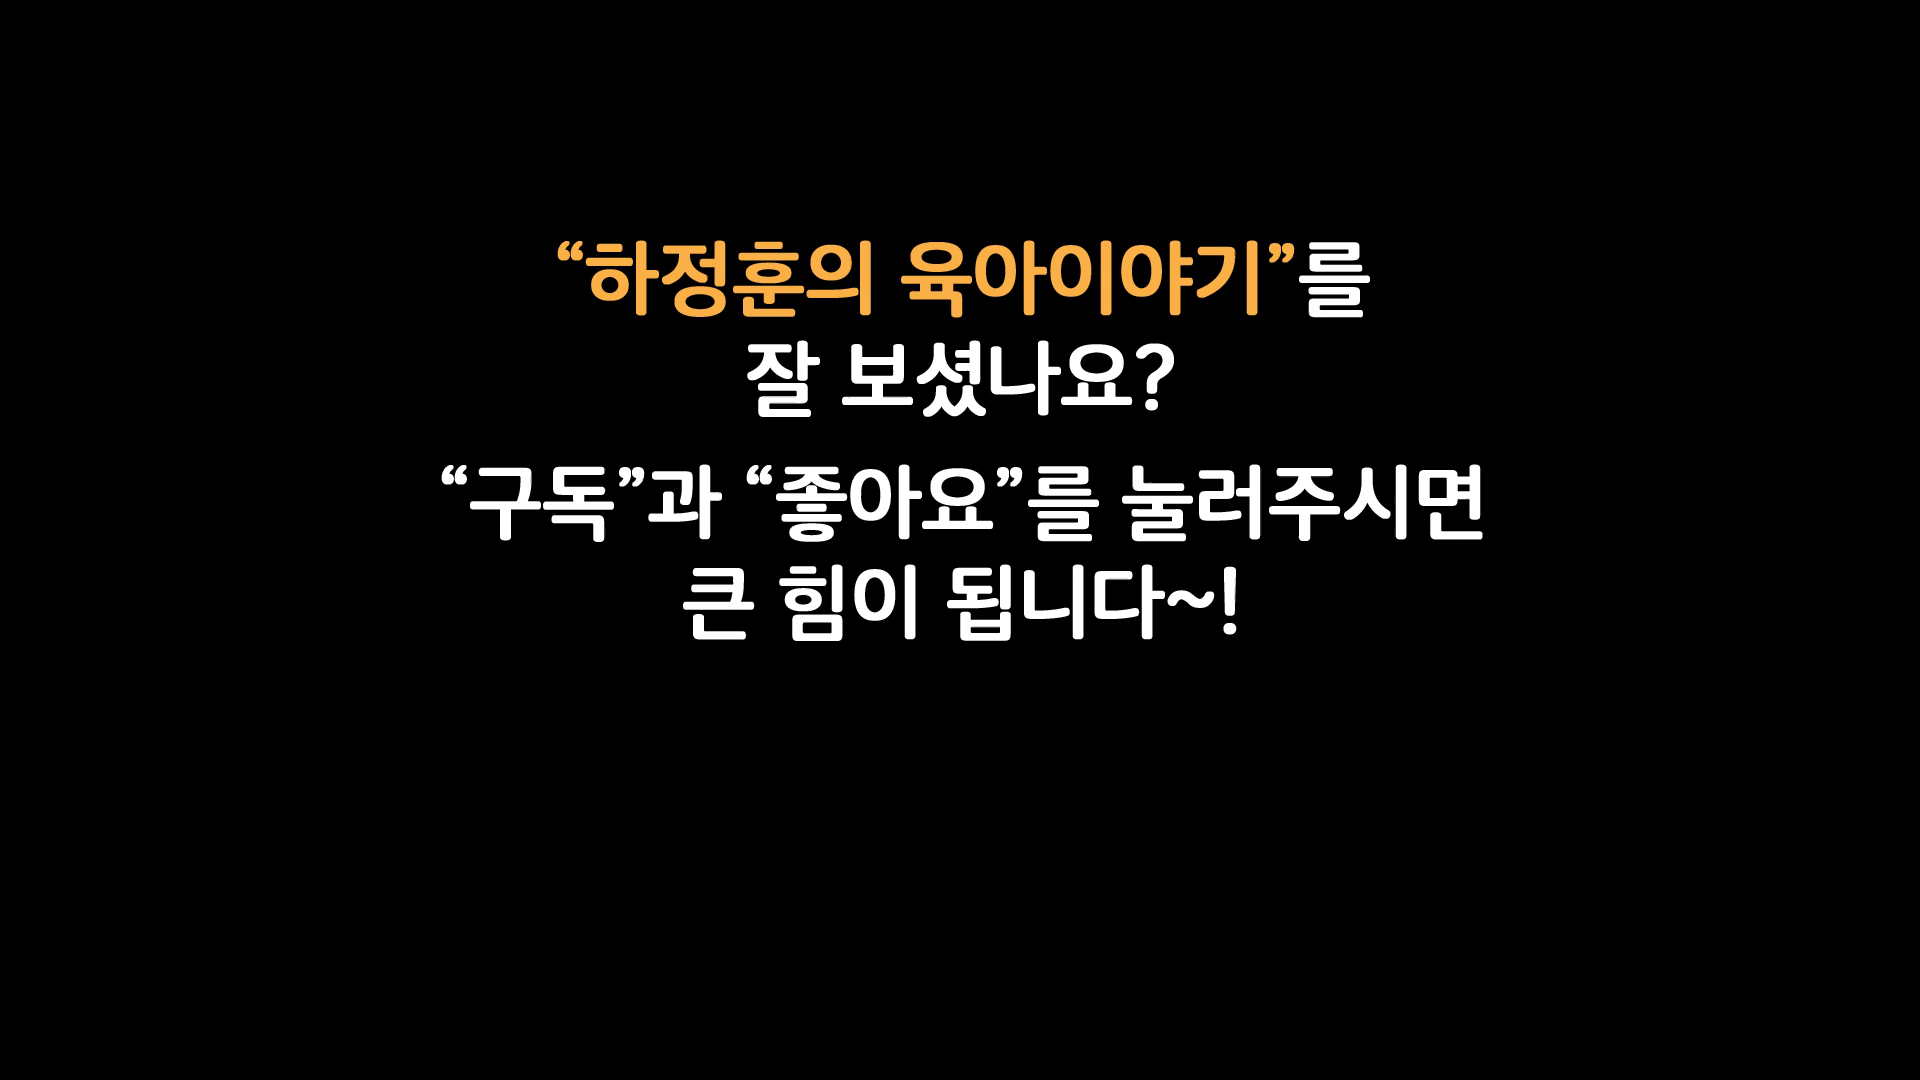 “하정훈의 육아이야기”를
잘 보셨나요?
“구독”과 “좋아요”를 눌러주시면
큰 힘이 됩니다~!